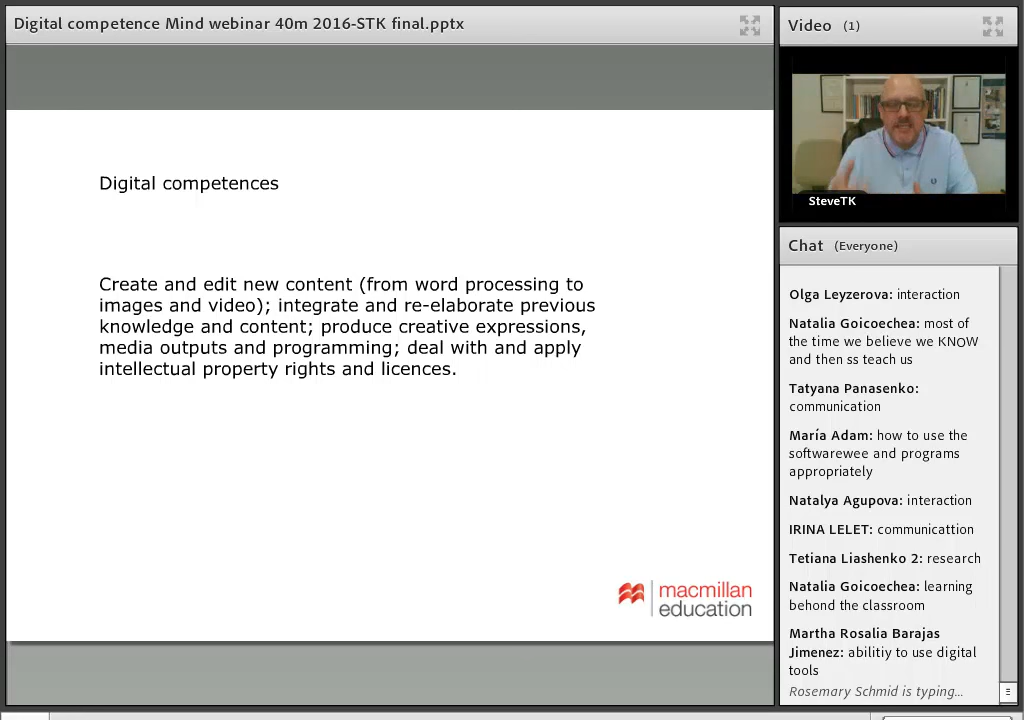 Digital competence Mind webinar 40m 2016-STK final.pptx
Digital competences
Create and edit new content (from word processing to
images and video); integrate and re-elaborate previous
knowledge and content; produce creative expressions,
media outputs and programming; deal with and apply
intellectual property rights and licences.
macmillan
education
Video (1)
SteveTK
Chat (Everyone)
Olga Leyzerova: interaction
Natalia Goicoechea: most of
the time we believe we KNOW
and then ss teach us
Tatyana Panasenko:
communication
María Adam: how to use the
softwarewee and programs
appropriately
Natalya Agupova: interaction
IRINA LELET: communicattion
Tetiana Liashenko 2: research
Natalia Goicoechea: learning
behond the classroom
Martha Rosalia Barajas
Jimenez: abilitiy to use digital
tools
Rosemary Schmid is typing...